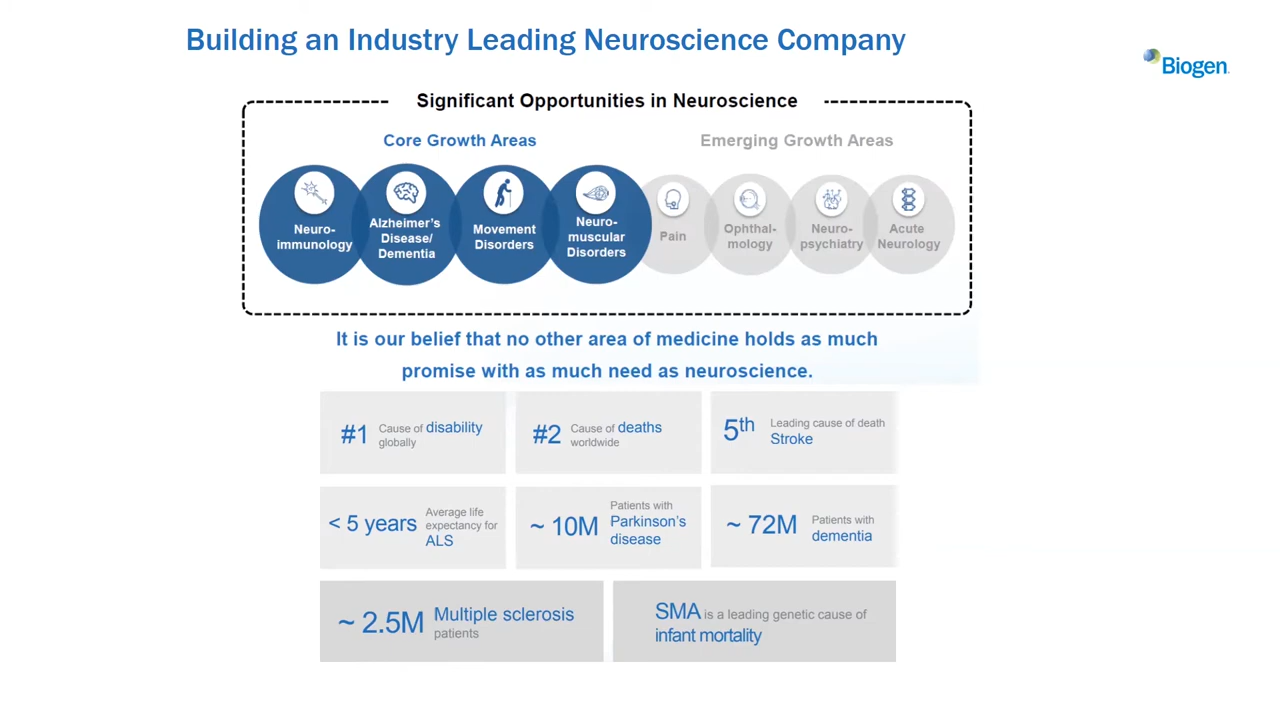 Building an Industry Leading Neuroscience Company
Biogen
Significant Opportunities in Neuroscience
Core Growth Areas
Emerging Growth Areas
Neuro-
immunology
Alzheimer's
Disease/
Dementia
Movement
Disorders
Neuro-
muscular
Disorders
Pain
Ophthal-
mology
Neuro-
psychiatry
Acute
Neurology
It is our belief that no other area of medicine holds as much
promise with as much need as neuroscience.
#1 Cause of disability
globally
#2 Cause of deaths
worldwide
5th Leading cause of death
Stroke
< 5 years Average life
expectancy for
ALS
~ 10M Patients with
Parkinson's
disease
~ 72M Patients with
dementia
~ 2.5M Multiple sclerosis
patients
SMA is a leading genetic cause of
infant mortality